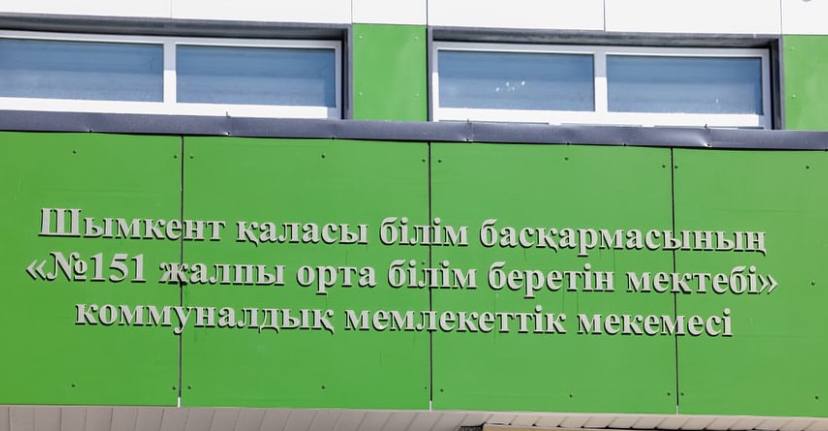 Шымкент қаласы білім басқармасының
«№151 жалпы орта білім беретін мектебі»
коммуналдық мемлекеттік мекемесі